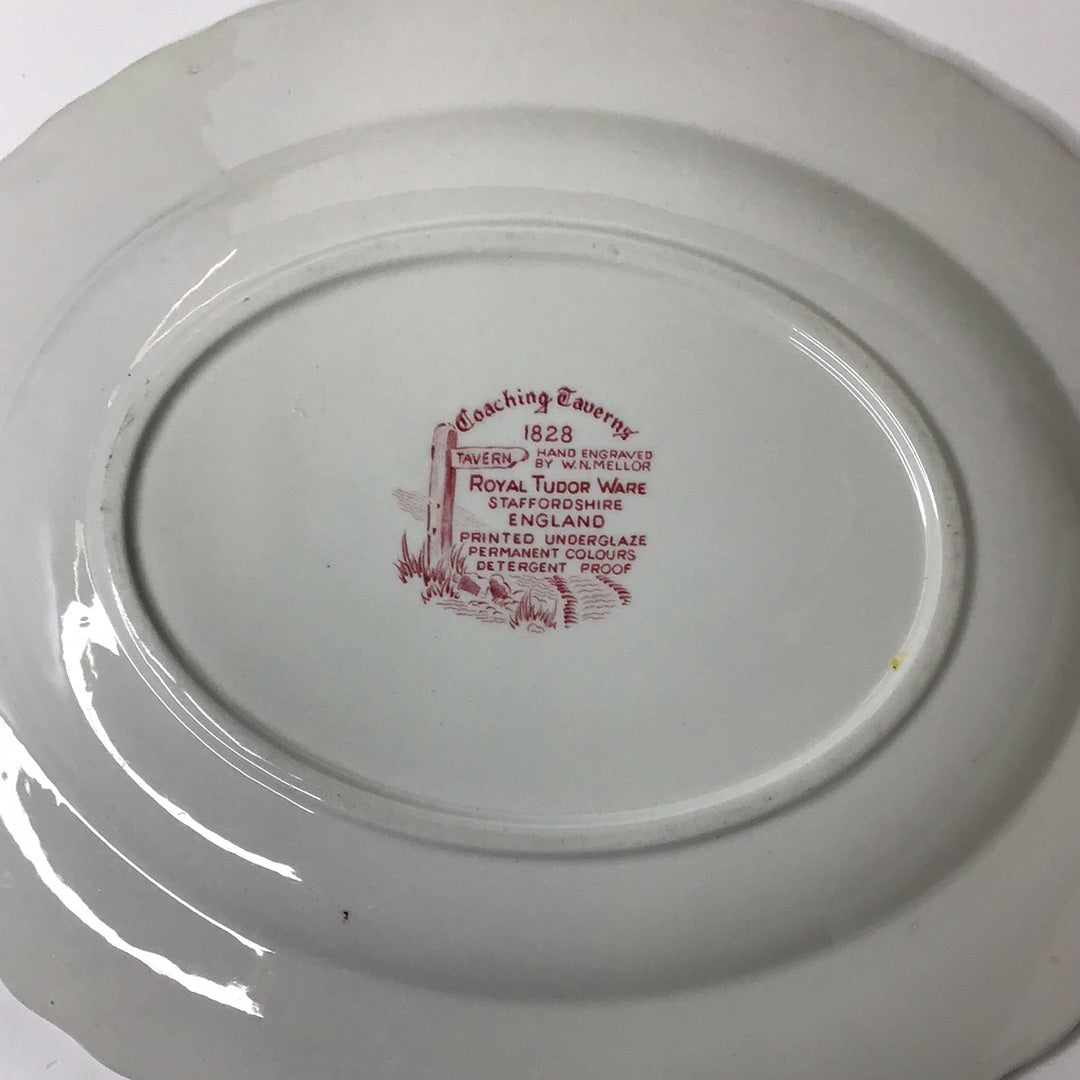 Coaching Taverns
1828
TAVERN
HAND ENGRAVED
BY W.N.MELLOR
ROYAL TUDOR WARE
STAFFORDSHIRE
ENGLAND
PRINTED UNDERGLAZE
PERMANENT COLOURS
DETERGENT PROOF